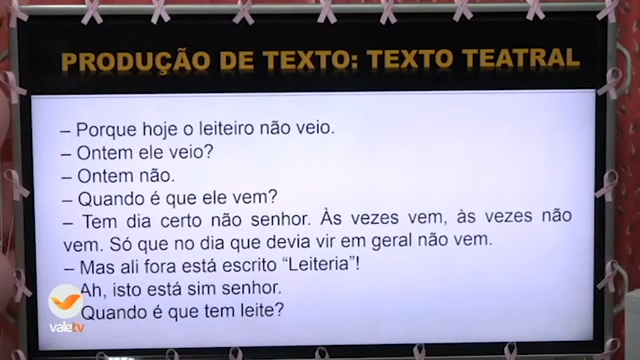 PRODUÇÃO DE TEXTO: TEXTO TEATRAL
– Porque hoje o leiteiro não veio.
– Ontem ele veio?
– Ontem não.
– Quando é que ele vem?
– Tem dia certo não senhor. Às vezes vem, às vezes não
vem. Só que no dia que devia vir em geral não vem.
– Mas ali fora está escrito “Leiteria”!
Ah, isto está sim senhor.
Quando é que tem leite?
valetv